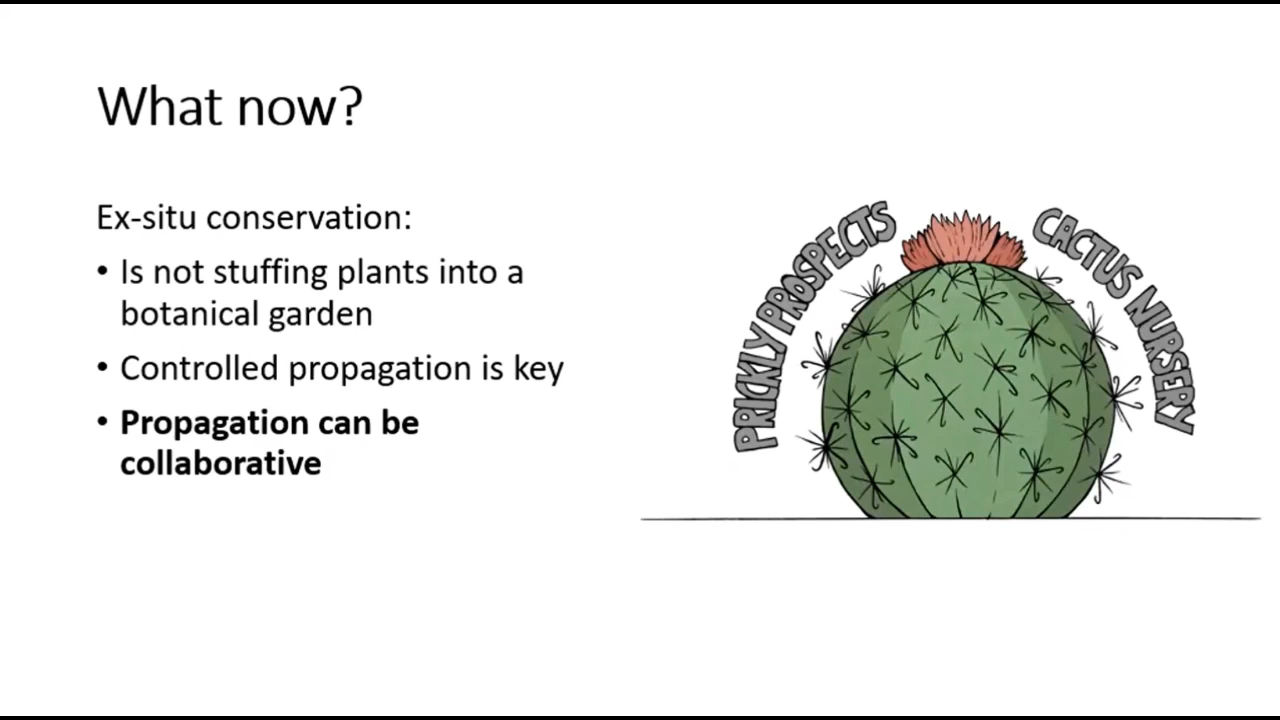 What now?
Ex-situ conservation:
• Is not stuffing plants into a
botanical garden
• Controlled propagation is key
• Propagation can be
collaborative
PRICKLY PROSPECTS
CACTUS NURSERY